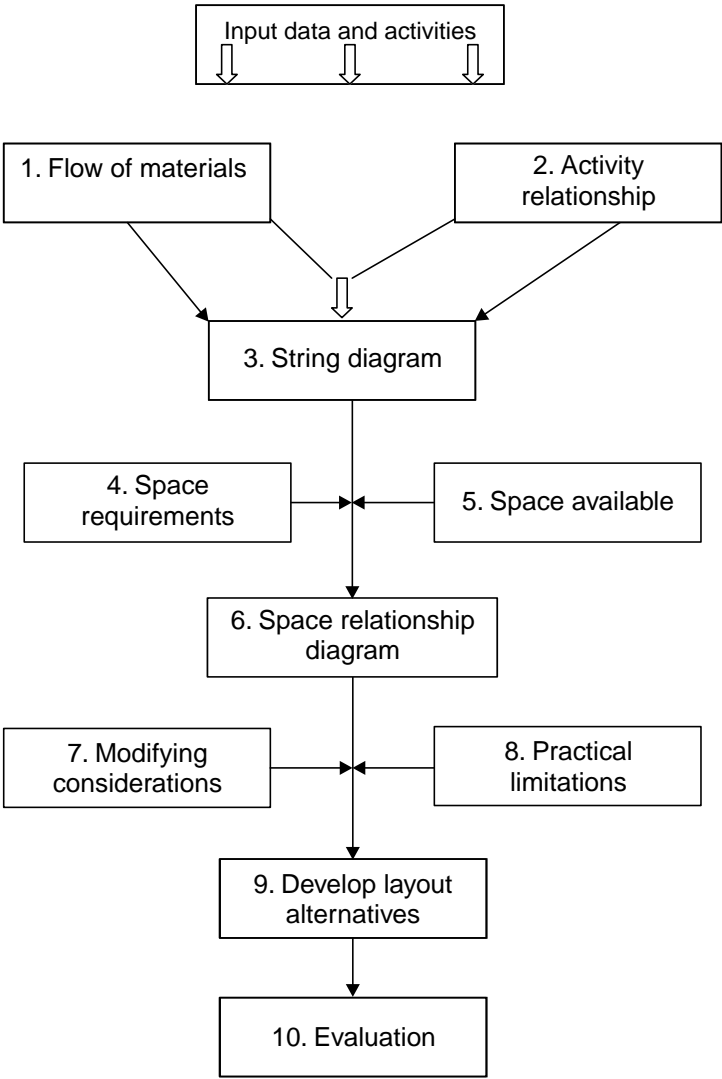 Input data and activities
1. Flow of materials
2. Activity
relationship
3. String diagram
4. Space
requirements
5. Space available
6. Space relationship
diagram
7. Modifying
considerations
8. Practical
limitations
9. Develop layout
alternatives
10. Evaluation